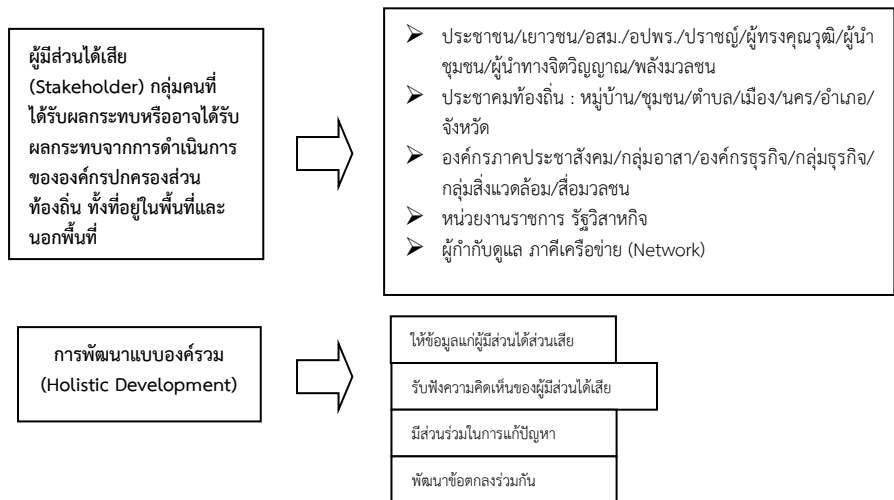 ผู้มีส่วนได้เสีย
(Stakeholder) กลุ่มคนที่
ได้รับผลกระทบหรืออาจได้รับ
ผลกระทบจากการดำเนินการ
ขององค์กรปกครองส่วน
ท้องถิ่น ทั้งที่อยู่ในพื้นที่และ
นอกพื้นที่
➢ ประชาชน/เยาวชน/อสม./อปพร./ปราชญ์/ผู้ทรงคุณวุฒิ/ผู้นำ
ชุมชน/ผู้นำทางจิตวิญญาณ/พลังมวลชน
➢ ประชาคมท้องถิ่น : หมู่บ้าน/ชุมชน/ตำบล/เมือง/นคร/อำเภอ/
จังหวัด
➢ องค์กรภาคประชาสังคม/กลุ่มอาสา/องค์กรธุรกิจ/กลุ่มธุรกิจ/
กลุ่มสิ่งแวดล้อม/สื่อมวลชน
➢ หน่วยงานราชการ รัฐวิสาหกิจ
➢ ผู้กำกับดูแล ภาคีเครือข่าย (Network)
การพัฒนาแบบองค์รวม
(Holistic Development)
ให้ข้อมูลแก่ผู้มีส่วนได้ส่วนเสีย
รับฟังความคิดเห็นของผู้มีส่วนได้เสีย
มีส่วนร่วมในการแก้ปัญหา
พัฒนาข้อตกลงร่วมกัน